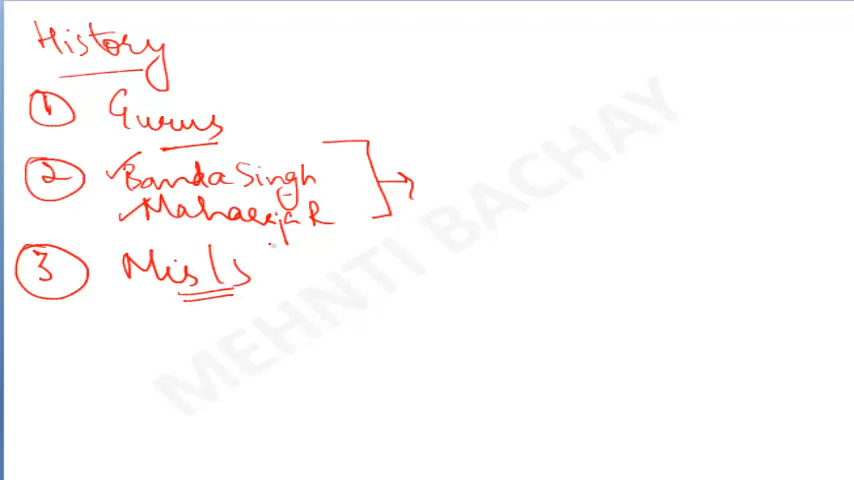 History
① Gurus
② ✓Banda Singh
✓Maharaja R
③ Misls
MEHNTI BACHAY